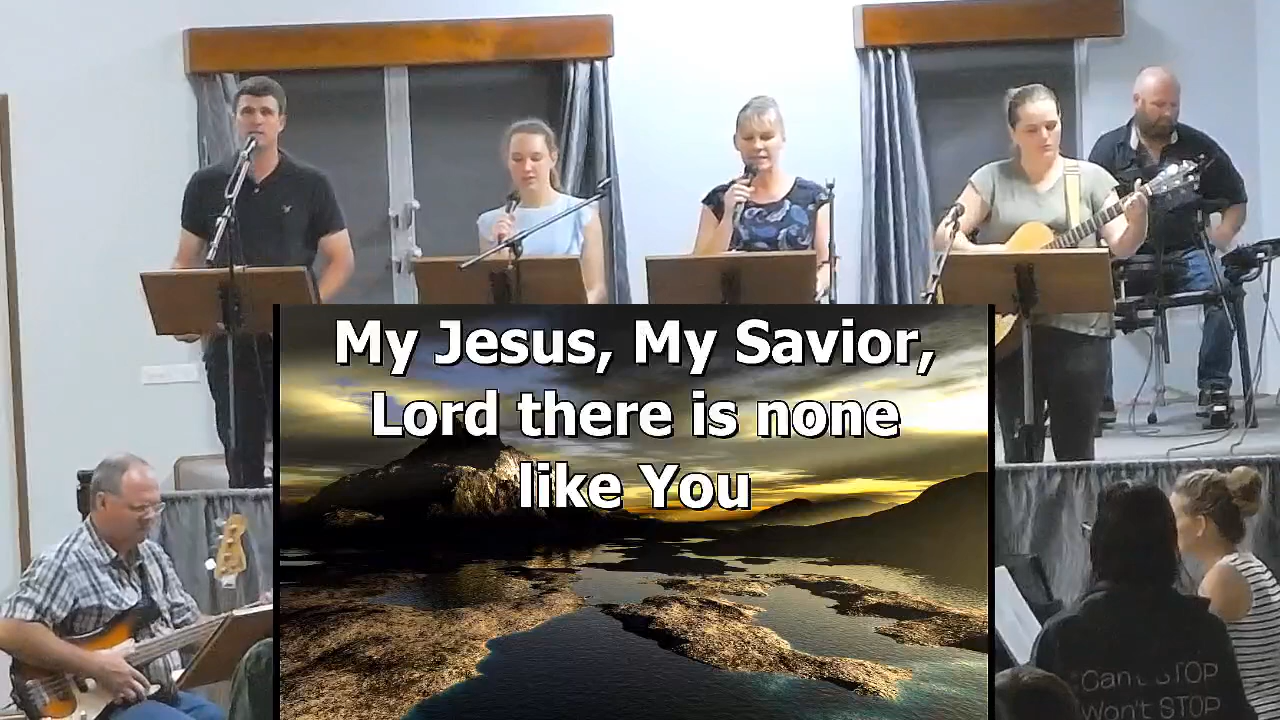 My Jesus, My Savior,
Lord there is none
like You
Can't STOP
Won't STOP